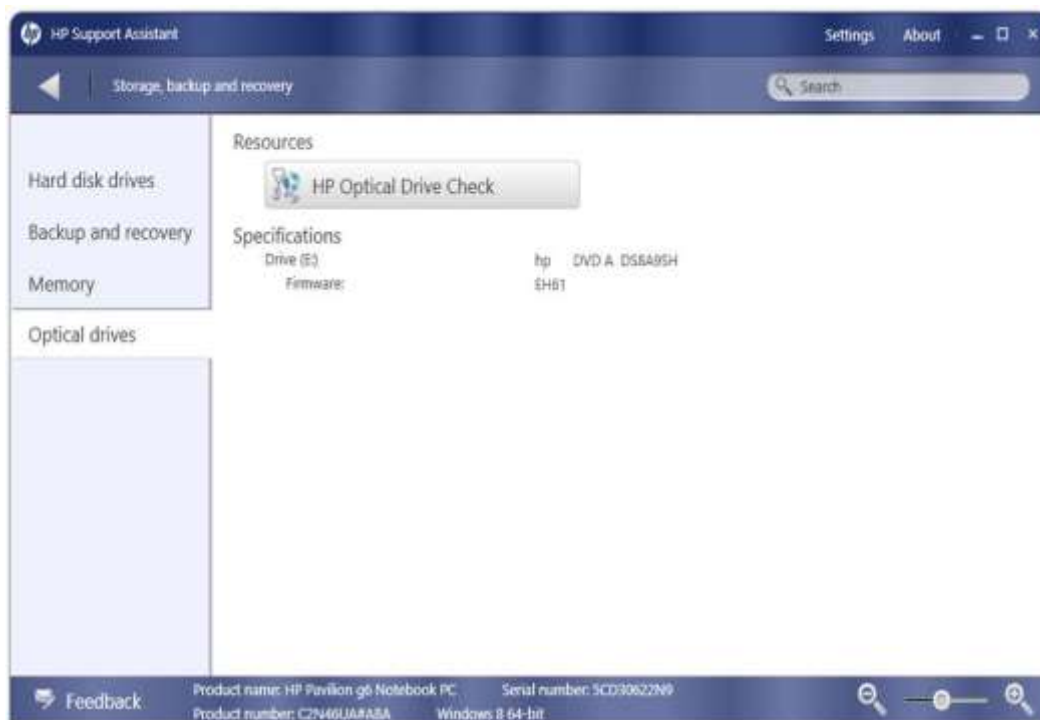 hp HP Support Assistant Settings About
Storage, backup and recovery Search
Resources
HP Optical Drive Check
Hard disk drives
Backup and recovery
Memory
Optical drives
Specifications
Drive (E:) hp DVD A DS8A9SH
Firmware: EH61
Feedback
Product name: HP Pavilion g6 Notebook PC Serial number: 5CD30622N9
Product number: C2N46UA#ABA Windows 8 64-bit